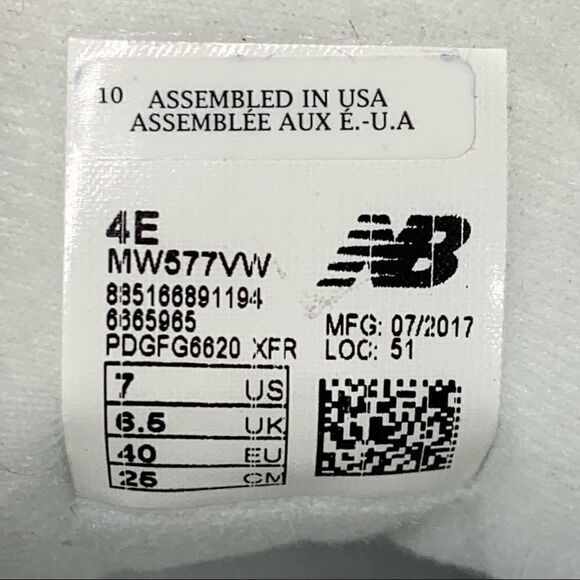 10 ASSEMBLED IN USA
ASSEMBLÉE AUX É.-U.A
4E
MW577VW
NB
885166891194
6665965
MFG: 07/2017
PDGFG6620 XFR
LOC: 51
7 US
6.5 UK
40 EU
25 CM